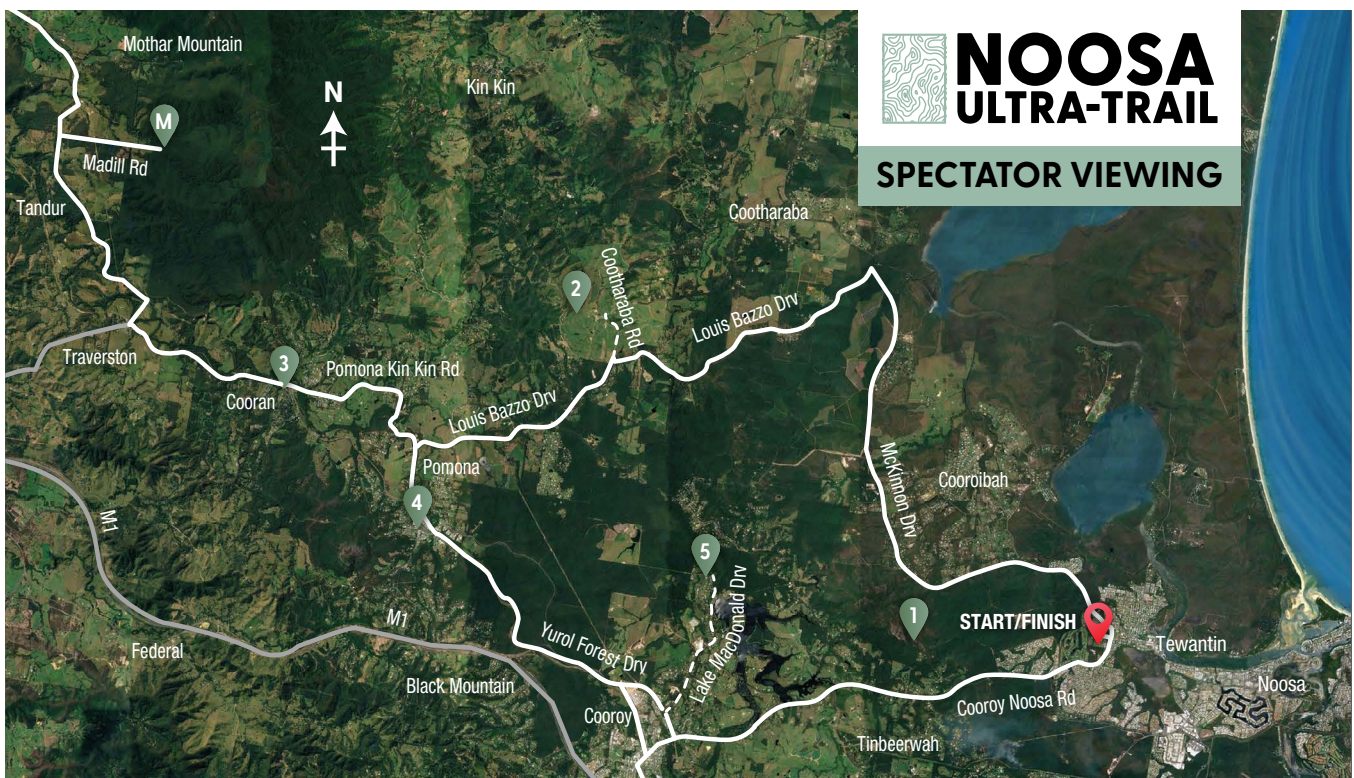 NOOSA
ULTRA-TRAIL
SPECTATOR VIEWING
Mothar Mountain
N
Kin Kin
M
Madill Rd
Tandur
Cootharaba
2
Cootharaba Rd
Louis Bazzo Drv
Traverston
3
Pomona Kin Kin Rd
Cooran
Louis Bazzo Drv
McKinnon Drv
Cooroibah
Pomona
4
M1
5
Lake MacDonald Drv
1
START/FINISH
Tewantin
M1
Yurol Forest Drv
Federal
Black Mountain
Noosa
Cooroy Noosa Rd
Cooroy
Tinbeerwah